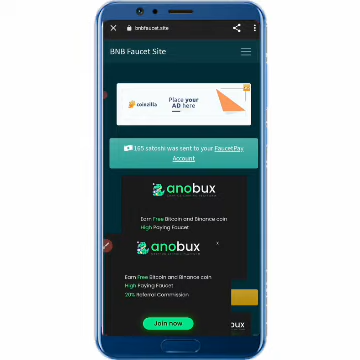 bnbfaucet.site
BNB Faucet Site
coinzilla
Place your
AD here
165 satoshi was sent to your FaucetPay
Account
anobux
Earn Free Bitcoin and Binance coin
High Paying Faucet
anobux
x
Earn Free Bitcoin and Binance coin
High Paying Faucet
20% Referral Commission
Join now
bux